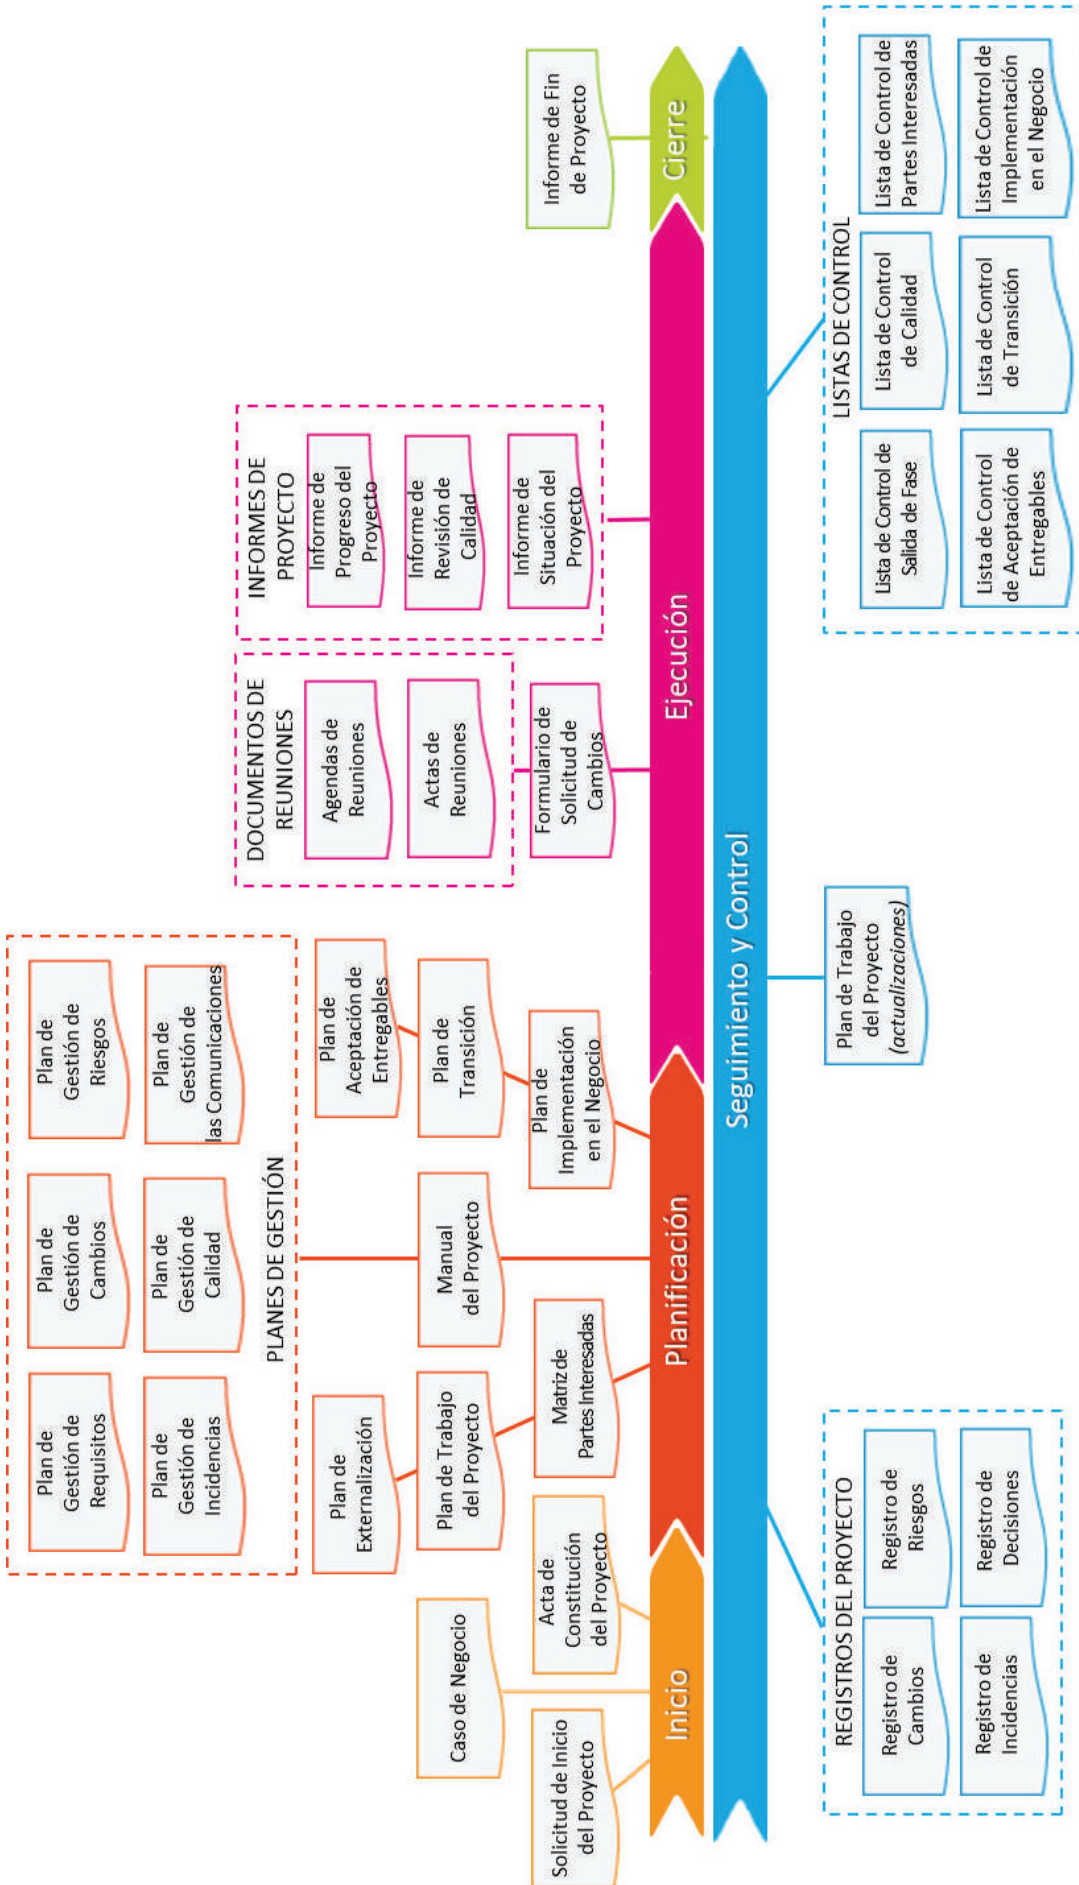 Plan de
Gestión de
Requisitos
Plan de
Gestión de
Cambios
Plan de
Gestión de
Riesgos
Plan de
Gestión de
Incidencias
Plan de
Gestión de
Calidad
Plan de
Gestión de
las Comunicaciones
PLANES DE GESTIÓN
DOCUMENTOS DE
REUNIONES
Agendas de
Reuniones
Actas de
Reuniones
INFORMES DE
PROYECTO
Informe de
Progreso del
Proyecto
Informe de
Revisión de
Calidad
Informe de
Situación del
Proyecto
Plan de
Externalización
Plan de
Aceptación de
Entregables
Caso de Negocio
Plan de Trabajo
del Proyecto
Manual
del Proyecto
Plan de
Transición
Solicitud de Inicio
del Proyecto
Acta de
Constitución
del Proyecto
Matriz de
Partes Interesadas
Plan de
Implementación
en el Negocio
Formulario de
Solicitud de
Cambios
Informe de Fin
de Proyecto
Inicio
Planificación
Ejecución
Cierre
Seguimiento y Control
REGISTROS DEL PROYECTO
Registro de
Cambios
Registro de
Riesgos
Registro de
Incidencias
Registro de
Decisiones
Plan de Trabajo
del Proyecto
(actualizaciones)
LISTAS DE CONTROL
Lista de Control de
Salida de Fase
Lista de Control
de Calidad
Lista de Control de
Partes Interesadas
Lista de Control
de Aceptación de
Entregables
Lista de Control
de Transición
Lista de Control de
Implementación
en el Negocio